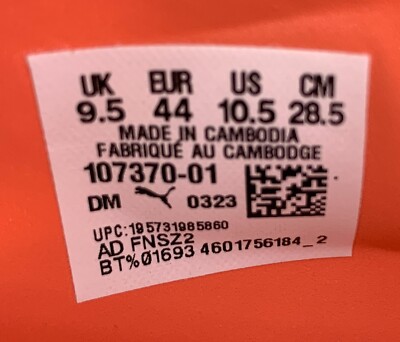 UK EUR US CM
9.5 44 10.5 28.5
MADE IN CAMBODIA
FABRIQUÉ AU CAMBODGE
107370-01
DM 0323
UPC:195731985860
AD FNSZ2
BT%01693 4601756184_2